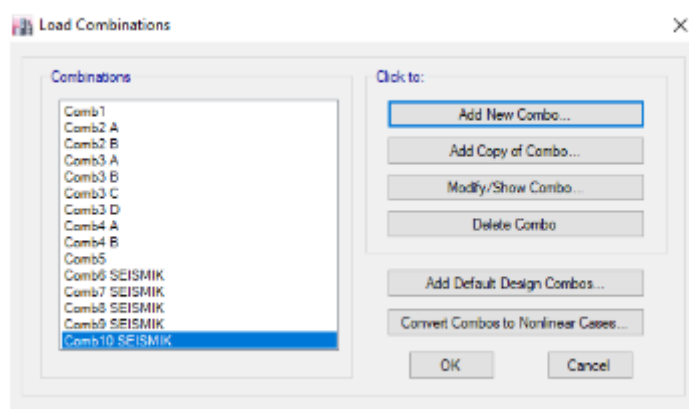 Load Combinations
Combinations
Comb1
Comb2 A
Comb2 B
Comb3 A
Comb3 B
Comb3 C
Comb3 D
Comb4 A
Comb4 B
Comb5
Comb6 SEISMIK
Comb7 SEISMIK
Comb8 SEISMIK
Comb9 SEISMIK
Comb10 SEISMIK
Click to:
Add New Combo...
Add Copy of Combo...
Modify/Show Combo...
Delete Combo
Add Default Design Combos...
Convert Combos to Nonlinear Cases...
OK
Cancel